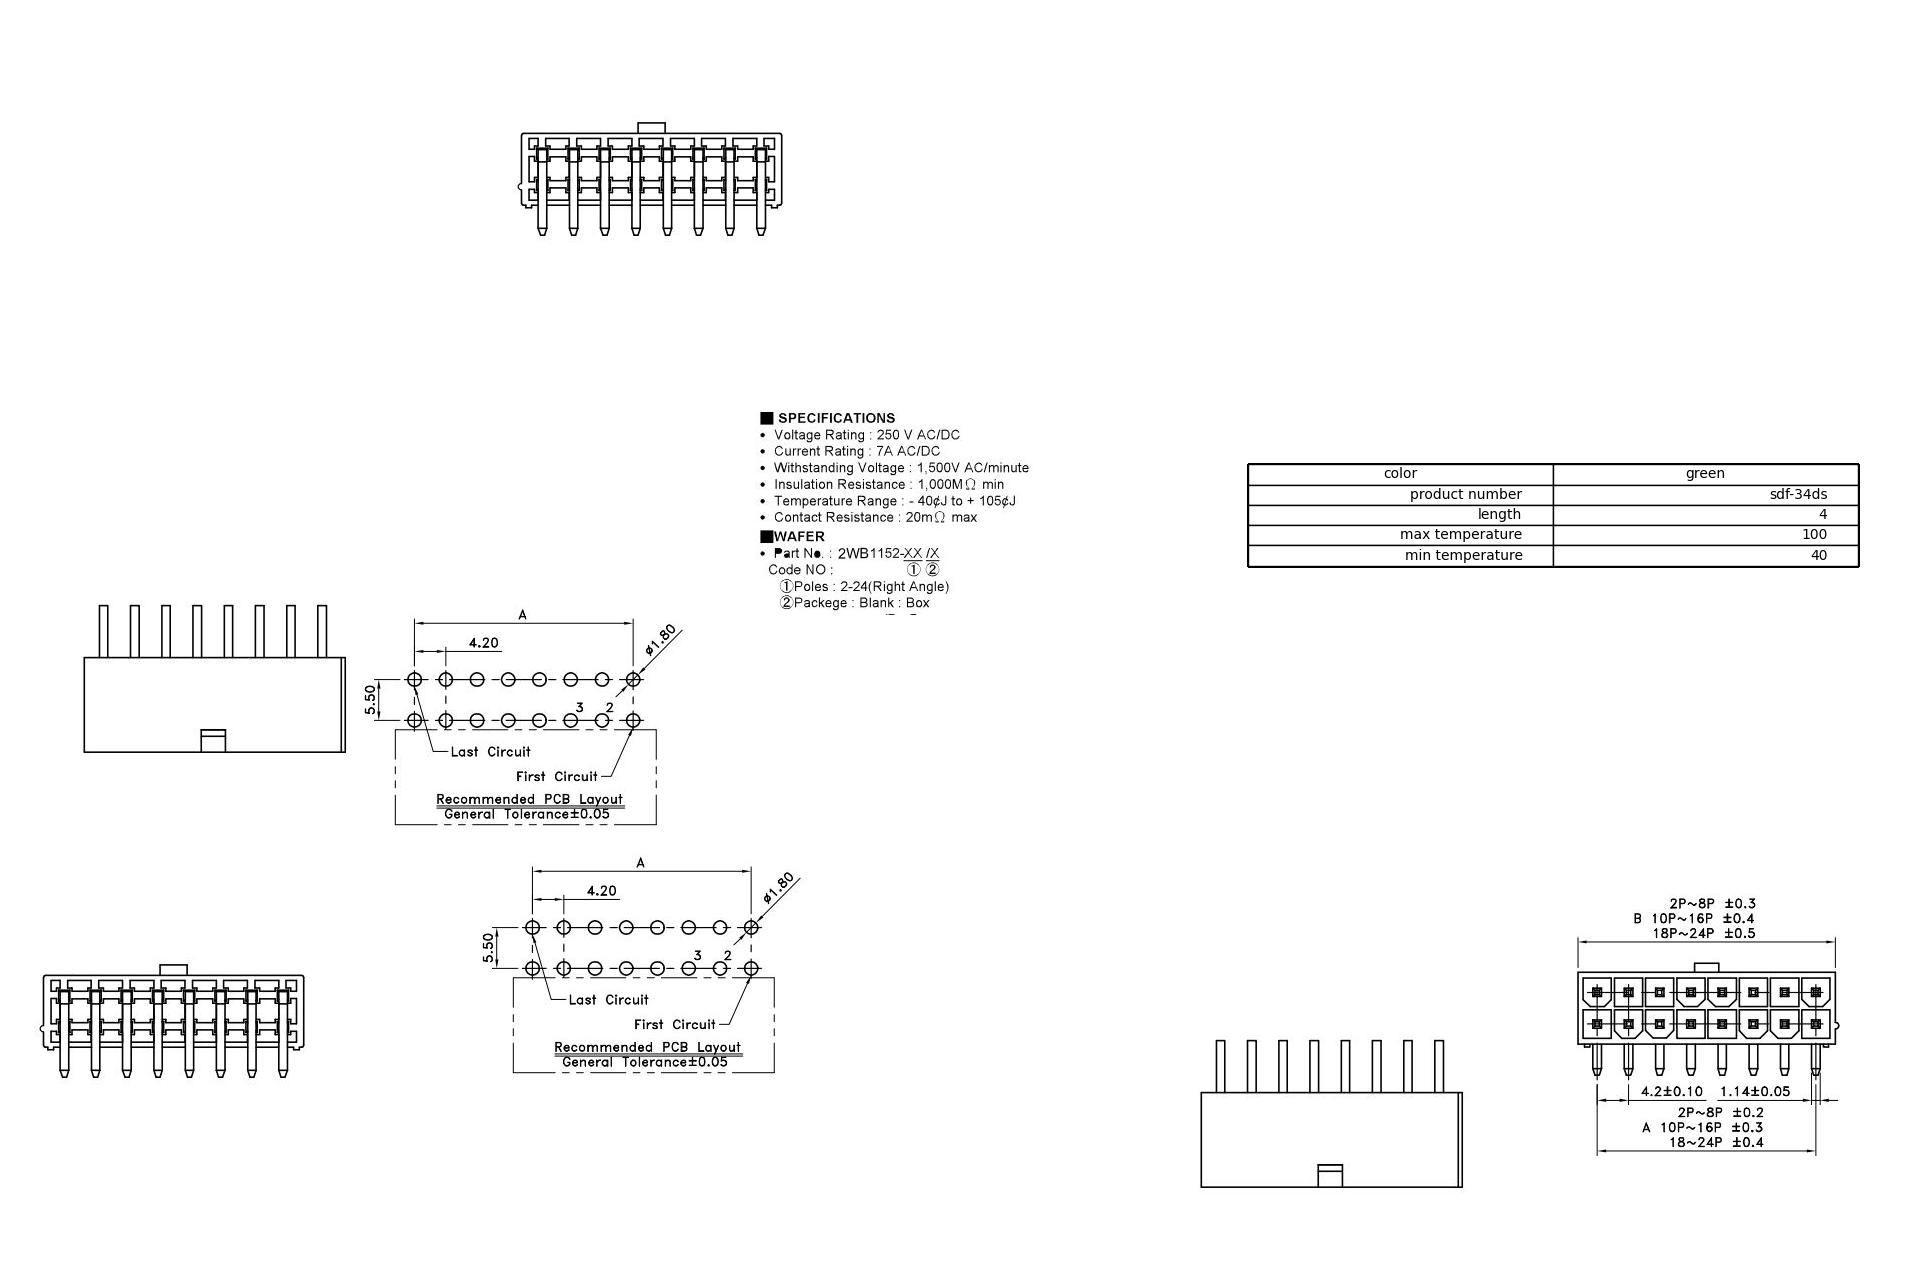 ■ SPECIFICATIONS
• Voltage Rating : 250 V AC/DC
• Current Rating : 7A AC/DC
• Withstanding Voltage : 1,500V AC/minute
• Insulation Resistance : 1,000MΩ min
• Temperature Range : - 40¢J to + 105¢J
• Contact Resistance : 20mΩ max
■WAFER
• Part No. : 2WB1152-XX /X
Code NO : ① ②
①Poles : 2-24(Right Angle)
②Packege : Blank : Box
color green
product number sdf-34ds
length 4
max temperature 100
min temperature 40
A
4.20
ø1.80
5.50
3 2
Last Circuit
First Circuit
Recommended PCB Layout
General Tolerance±0.05
A
4.20
ø1.80
5.50
3 2
Last Circuit
First Circuit
Recommended PCB Layout
General Tolerance±0.05
2P~8P ±0.3
B 10P~16P ±0.4
18P~24P ±0.5
4.2±0.10 1.14±0.05
2P~8P ±0.2
A 10P~16P ±0.3
18~24P ±0.4